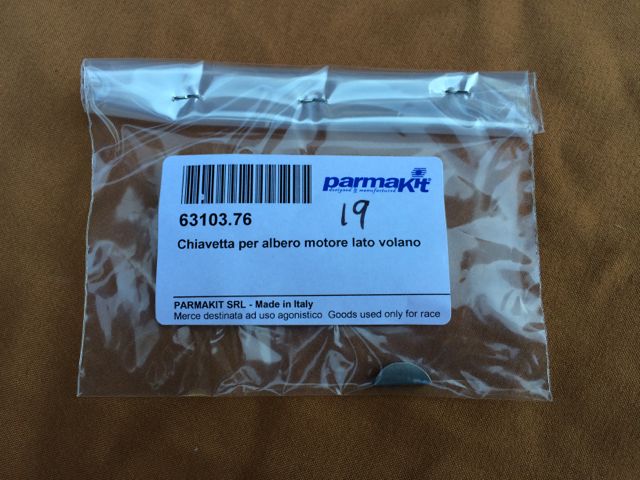 parmakit®
designed & manufactured
63103.76
19
Chiavetta per albero motore lato volano
PARMAKIT SRL - Made in Italy
Merce destinata ad uso agonistico Goods used only for race